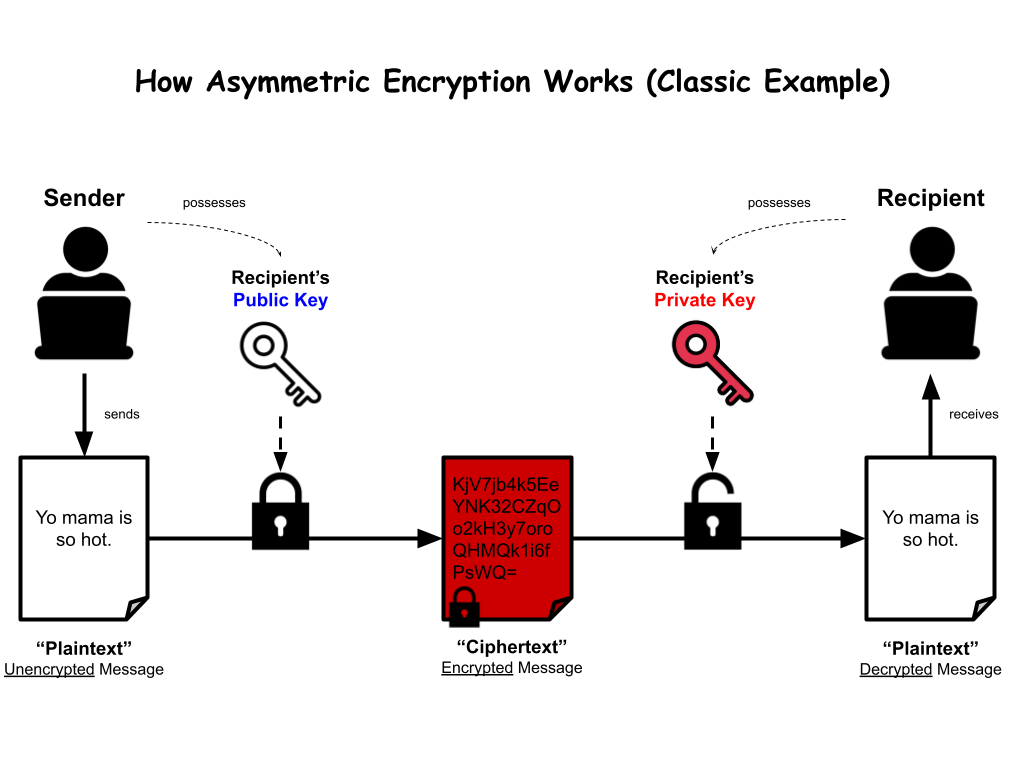 How Asymmetric Encryption Works (Classic Example)
Sender
possesses
possesses
Recipient
Recipient’s
Public Key
Recipient’s
Private Key
sends
receives
Yo mama is
so hot.
KjV7jb4k5Ee
YNK32CZqO
o2kH3y7oro
QHMQk1i6f
PsWQ=
Yo mama is
so hot.
“Plaintext”
Unencrypted Message
“Ciphertext”
Encrypted Message
“Plaintext”
Decrypted Message